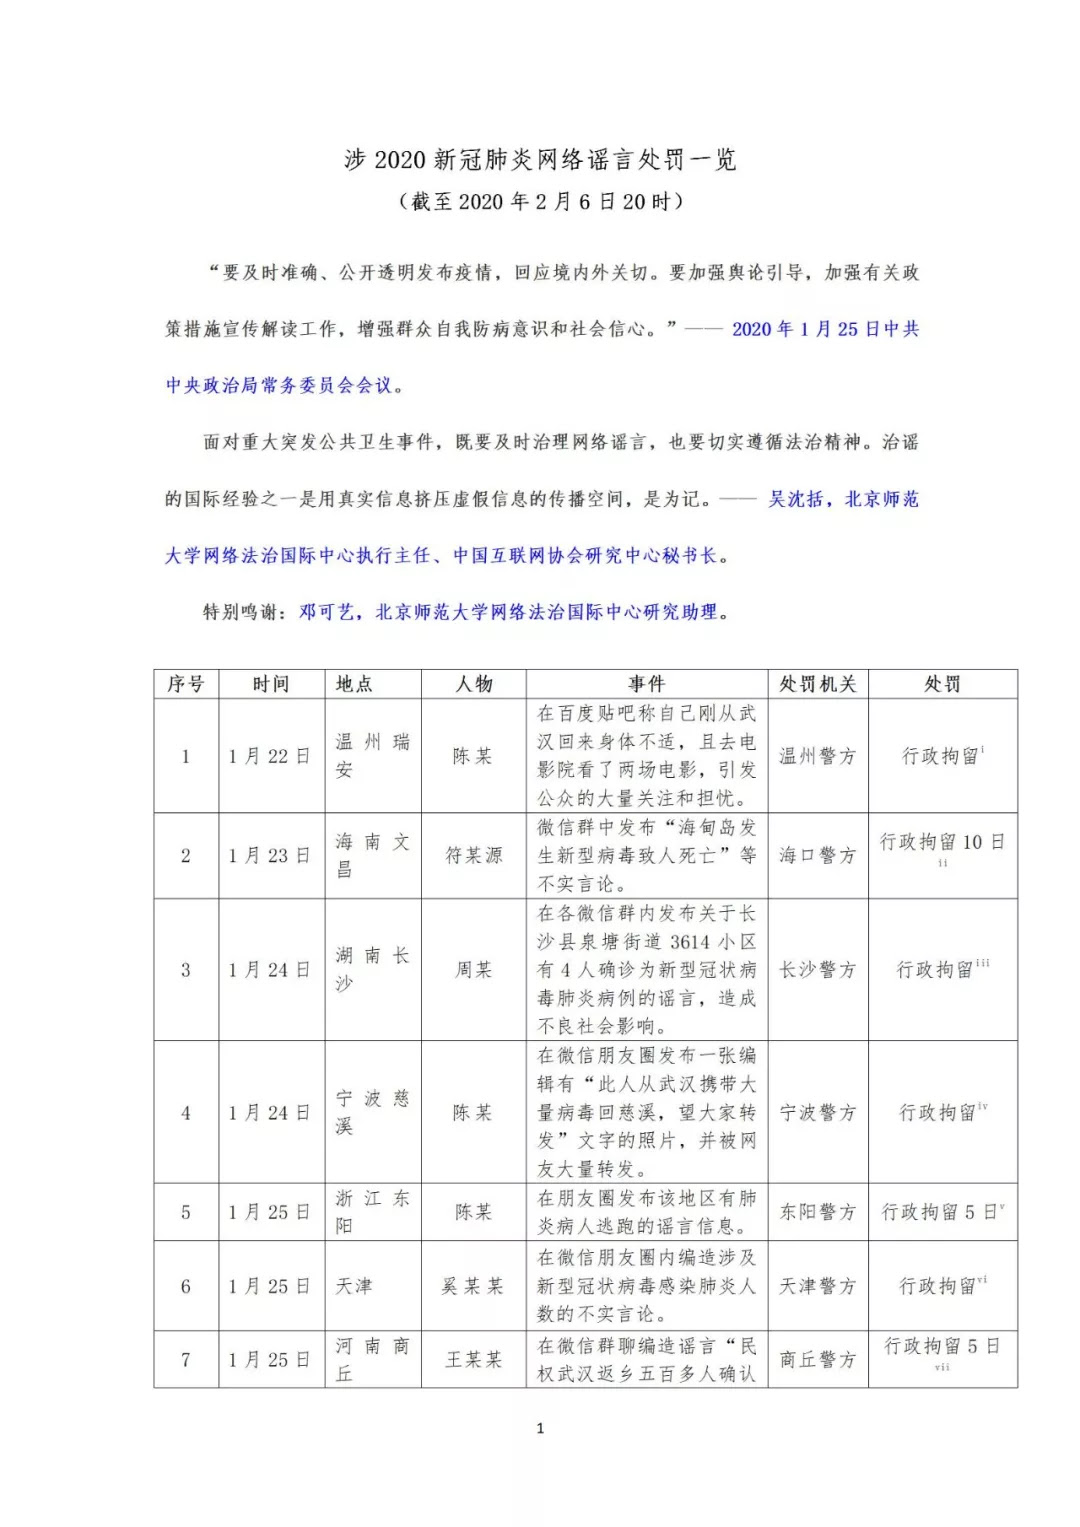 涉 2020 新冠肺炎网络谣言处罚一览
（截至 2020 年 2 月 6 日 20 时）
“要及时准确、公开透明发布疫情，回应境内外关切。要加强舆论引导，加强有关政
策措施宣传解读工作，增强群众自我防病意识和社会信心。”—— 2020 年 1 月 25 日中共
中央政治局常务委员会会议。
面对重大突发公共卫生事件，既要及时治理网络谣言，也要切实遵循法治精神。治谣
的国际经验之一是用真实信息挤压虚假信息的传播空间，是为记。—— 吴沈括，北京师范
大学网络法治国际中心执行主任、中国互联网协会研究中心秘书长。
特别鸣谢：邓可艺，北京师范大学网络法治国际中心研究助理。
序号 时间 地点 人物 事件 处罚机关 处罚
1 1 月 22 日
温州瑞
安
陈某
在百度贴吧称自己刚从武
汉回来身体不适，且去电
影院看了两场电影，引发
公众的大量关注和担忧。
温州警方 行政拘留i
2 1 月 23 日
海南文
昌
符某源
微信群中发布“海甸岛发
生新型病毒致人死亡”等
不实言论。
海口警方
行政拘留 10 日
ii
3 1 月 24 日
湖南长
沙
周某
在各微信群内发布关于长
沙县泉塘街道 3614 小区
有 4 人确诊为新型冠状病
毒肺炎病例的谣言，造成
不良社会影响。
长沙警方 行政拘留iii
4 1 月 24 日
宁波慈
溪
陈某
在微信朋友圈发布一张编
辑有“此人从武汉携带大
量病毒回慈溪，望大家转
发”文字的照片，并被网
友大量转发。
宁波警方 行政拘留iv
5 1 月 25 日
浙江东
阳
陈某
在朋友圈发布该地区有肺
炎病人逃跑的谣言信息。
东阳警方 行政拘留 5 日v
6 1 月 25 日 天津 奚某某
在微信朋友圈内编造涉及
新型冠状病毒感染肺炎人
数的不实言论。
天津警方 行政拘留vi
7 1 月 25 日
河南商
丘
王某某
在微信群聊编造谣言“民
权武汉返乡五百多人确认
商丘警方
行政拘留 5 日
vii
1